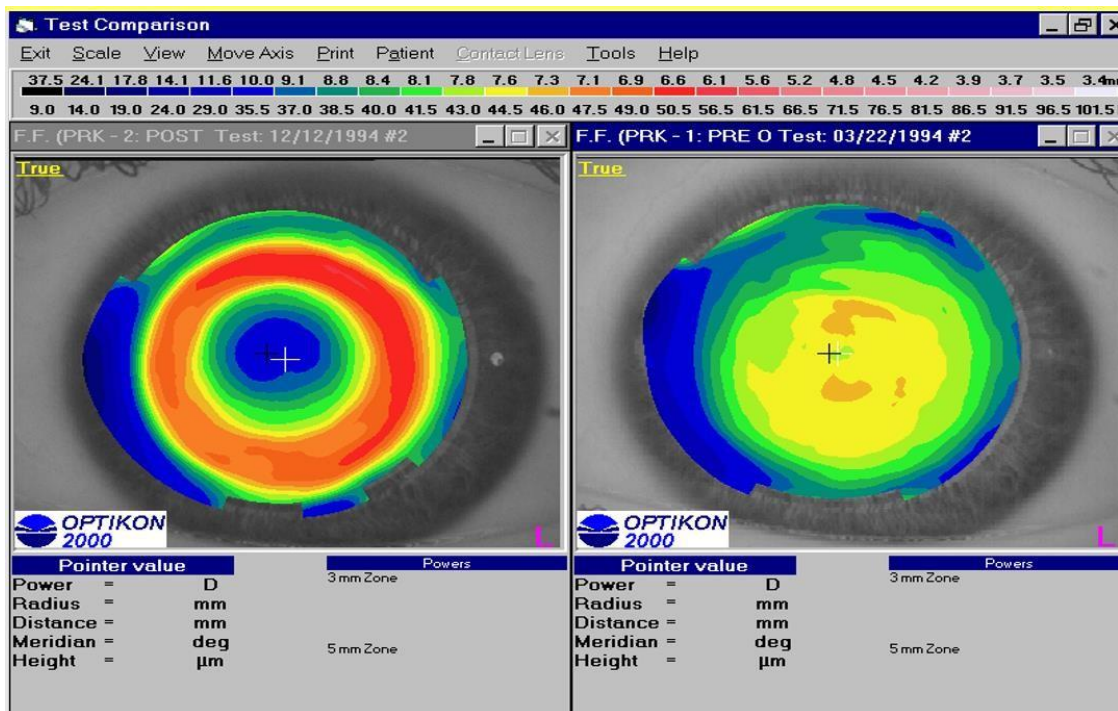 Test Comparison
Exit Scale View Move Axis Print Patient Contact Lens Tools Help
37.5 24.1 17.8 14.1 11.6 10.0 9.1 8.8 8.4 8.1 7.8 7.6 7.3 7.1 6.9 6.6 6.1 5.6 5.2 4.8 4.5 4.2 3.9 3.7 3.5 3.4mm
9.0 14.0 19.0 24.0 29.0 35.5 37.0 38.5 40.0 41.5 43.0 44.5 46.0 47.5 49.0 50.5 56.5 61.5 66.5 71.5 76.5 81.5 86.5 91.5 96.5 101.5
F.F. (PRK - 2: POST Test: 12/12/1994 #2
True
OPTIKON
2000
L
Pointer value
Power = D
Radius = mm
Distance = mm
Meridian = deg
Height = µm
Powers
3 mm Zone
5 mm Zone
F.F. (PRK - 1: PRE O Test: 03/22/1994 #2
True
OPTIKON
2000
L
Pointer value
Power = D
Radius = mm
Distance = mm
Meridian = deg
Height = µm
Powers
3 mm Zone
5 mm Zone